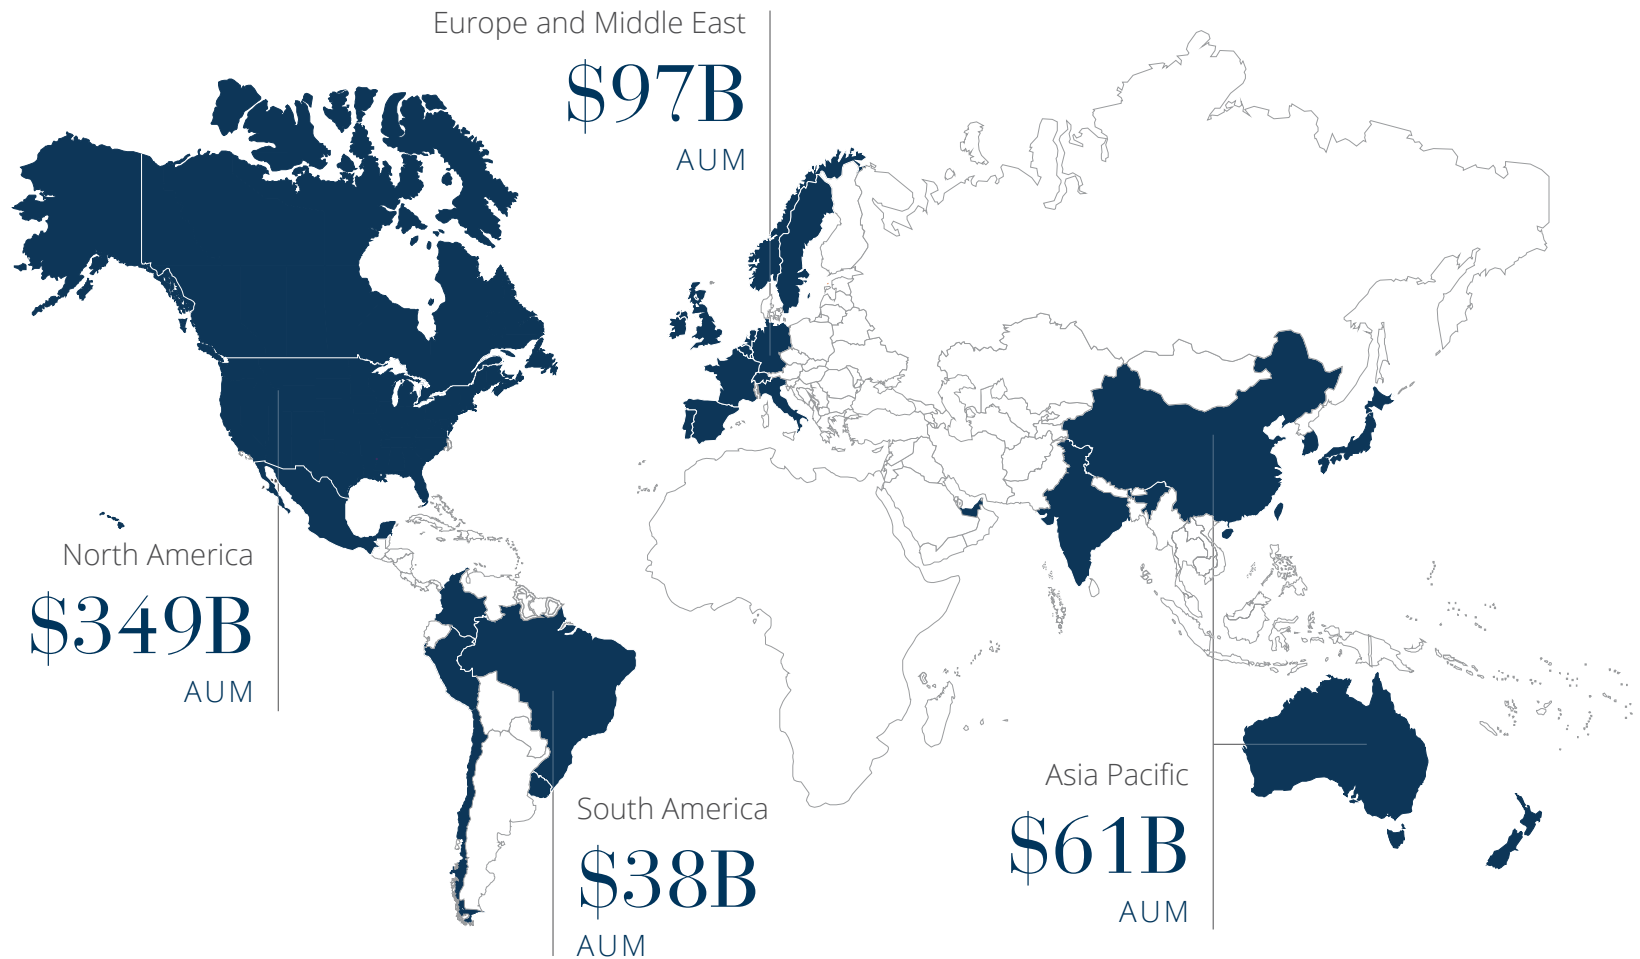 Europe and Middle East
$97B
AUM
North America
$349B
AUM
South America
$38B
AUM
Asia Pacific
$61B
AUM